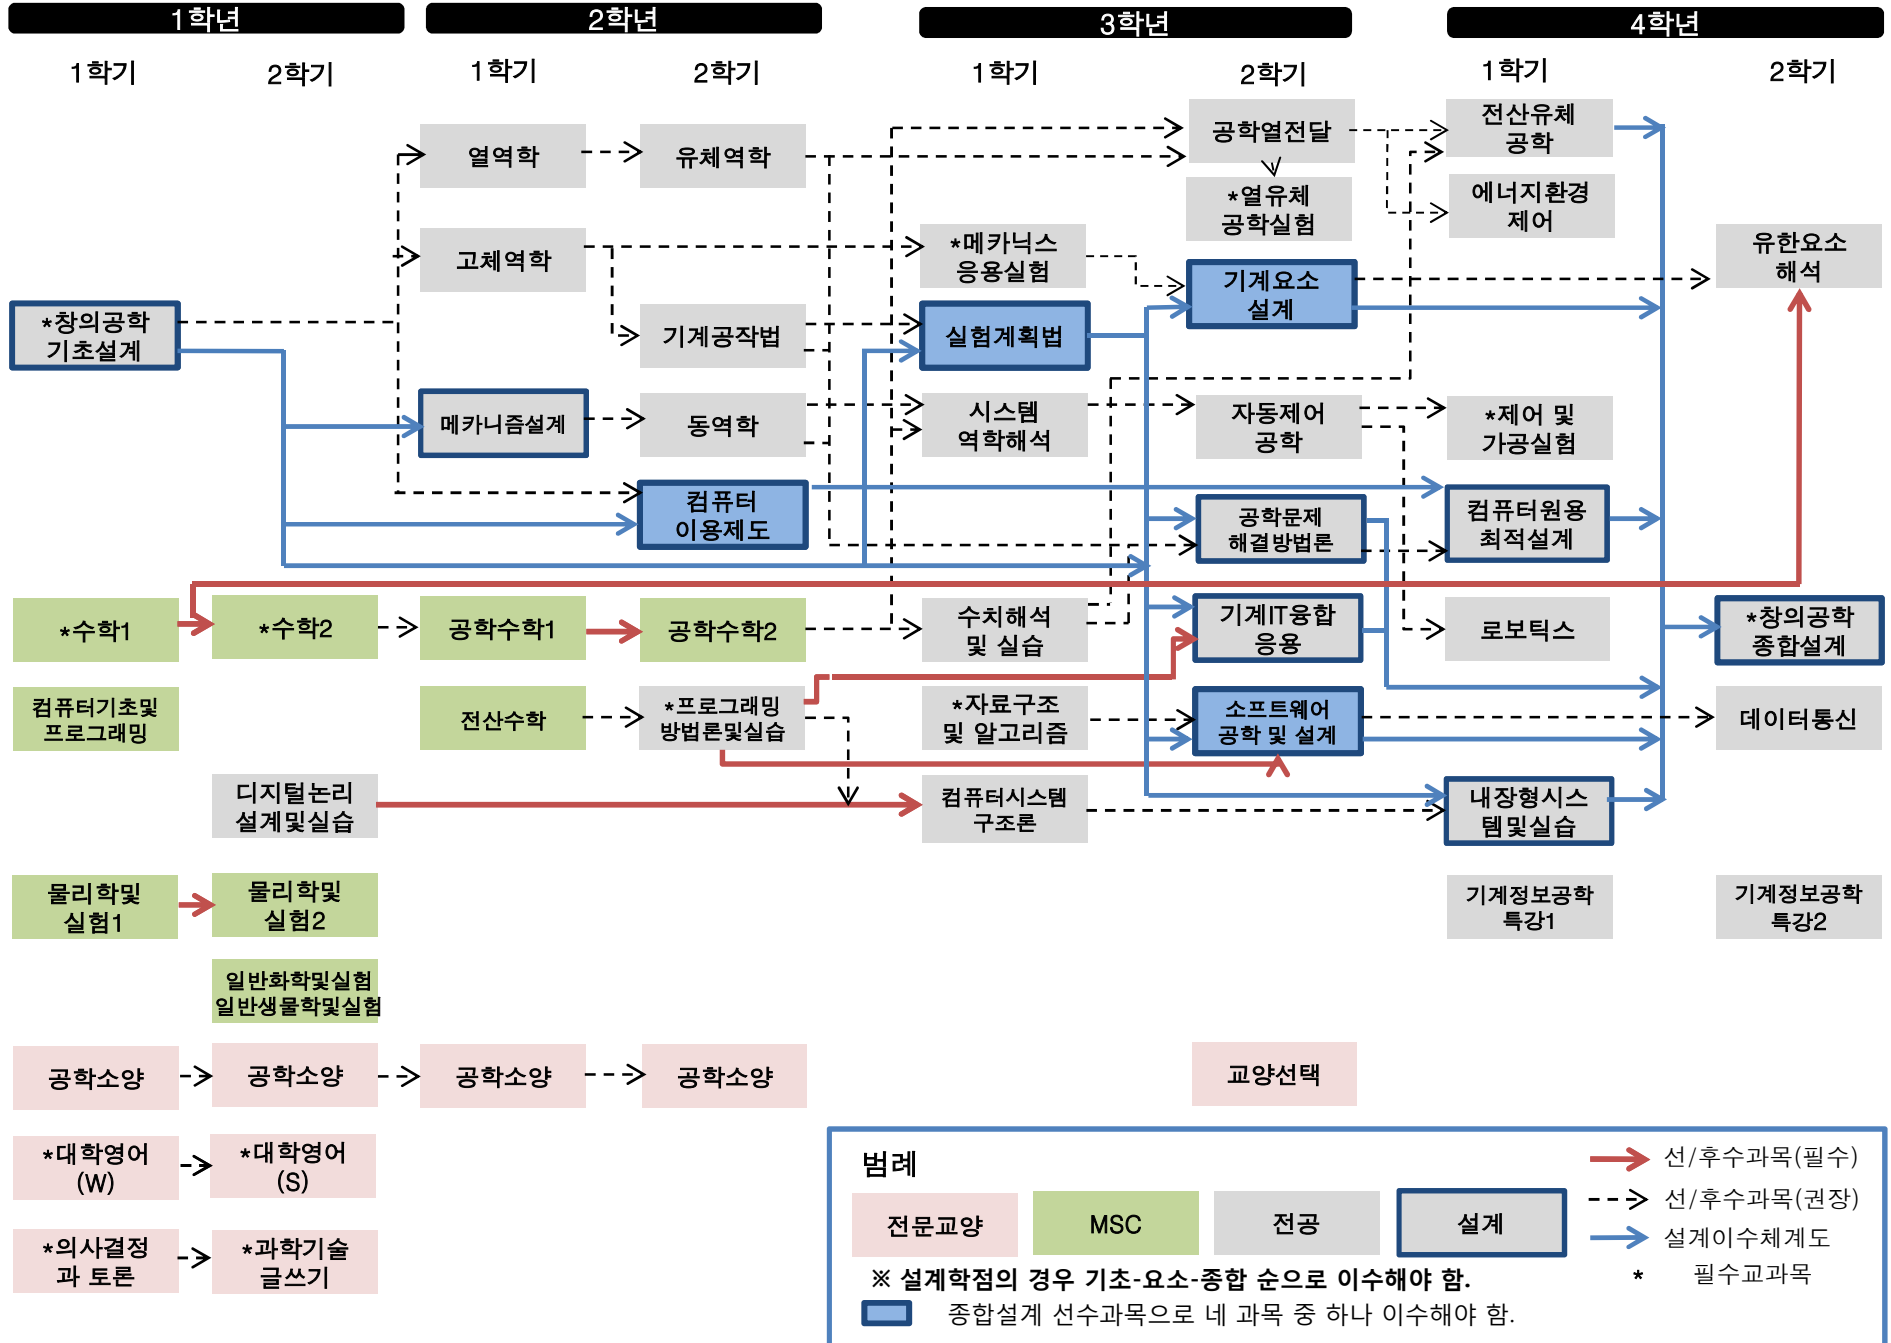 1학년
2학년
3학년
4학년
1학기
2학기
1학기
2학기
1학기
2학기
1학기
2학기
열역학
유체역학
공학열전달
전산유체
공학
*열유체
공학실험
에너지환경
제어
고체역학
*메카닉스
응용실험
기계요소
설계
유한요소
해석
*창의공학
기초설계
기계공작법
실험계획법
메카니즘설계
동역학
시스템
역학해석
자동제어
공학
*제어 및
가공실험
컴퓨터
이용제도
공학문제
해결방법론
컴퓨터원용
최적설계
*수학1
*수학2
공학수학1
공학수학2
수치해석
및 실습
기계IT융합
응용
로보틱스
*창의공학
종합설계
컴퓨터기초및
프로그래밍
전산수학
*프로그래밍
방법론및실습
*자료구조
및 알고리즘
소프트웨어
공학 및 설계
데이터통신
디지털논리
설계및실습
컴퓨터시스템
구조론
내장형시스
템및실습
물리학및
실험1
물리학및
실험2
기계정보공학
특강1
기계정보공학
특강2
일반화학및실험
일반생물학및실험
공학소양
공학소양
공학소양
공학소양
교양선택
*대학영어
(W)
*대학영어
(S)
*의사결정
과 토론
*과학기술
글쓰기
범례
전문교양
MSC
전공
설계
선/후수과목(필수)
선/후수과목(권장)
설계이수체계도
* 필수교과목
※ 설계학점의 경우 기초-요소-종합 순으로 이수해야 함.
종합설계 선수과목으로 네 과목 중 하나 이수해야 함.